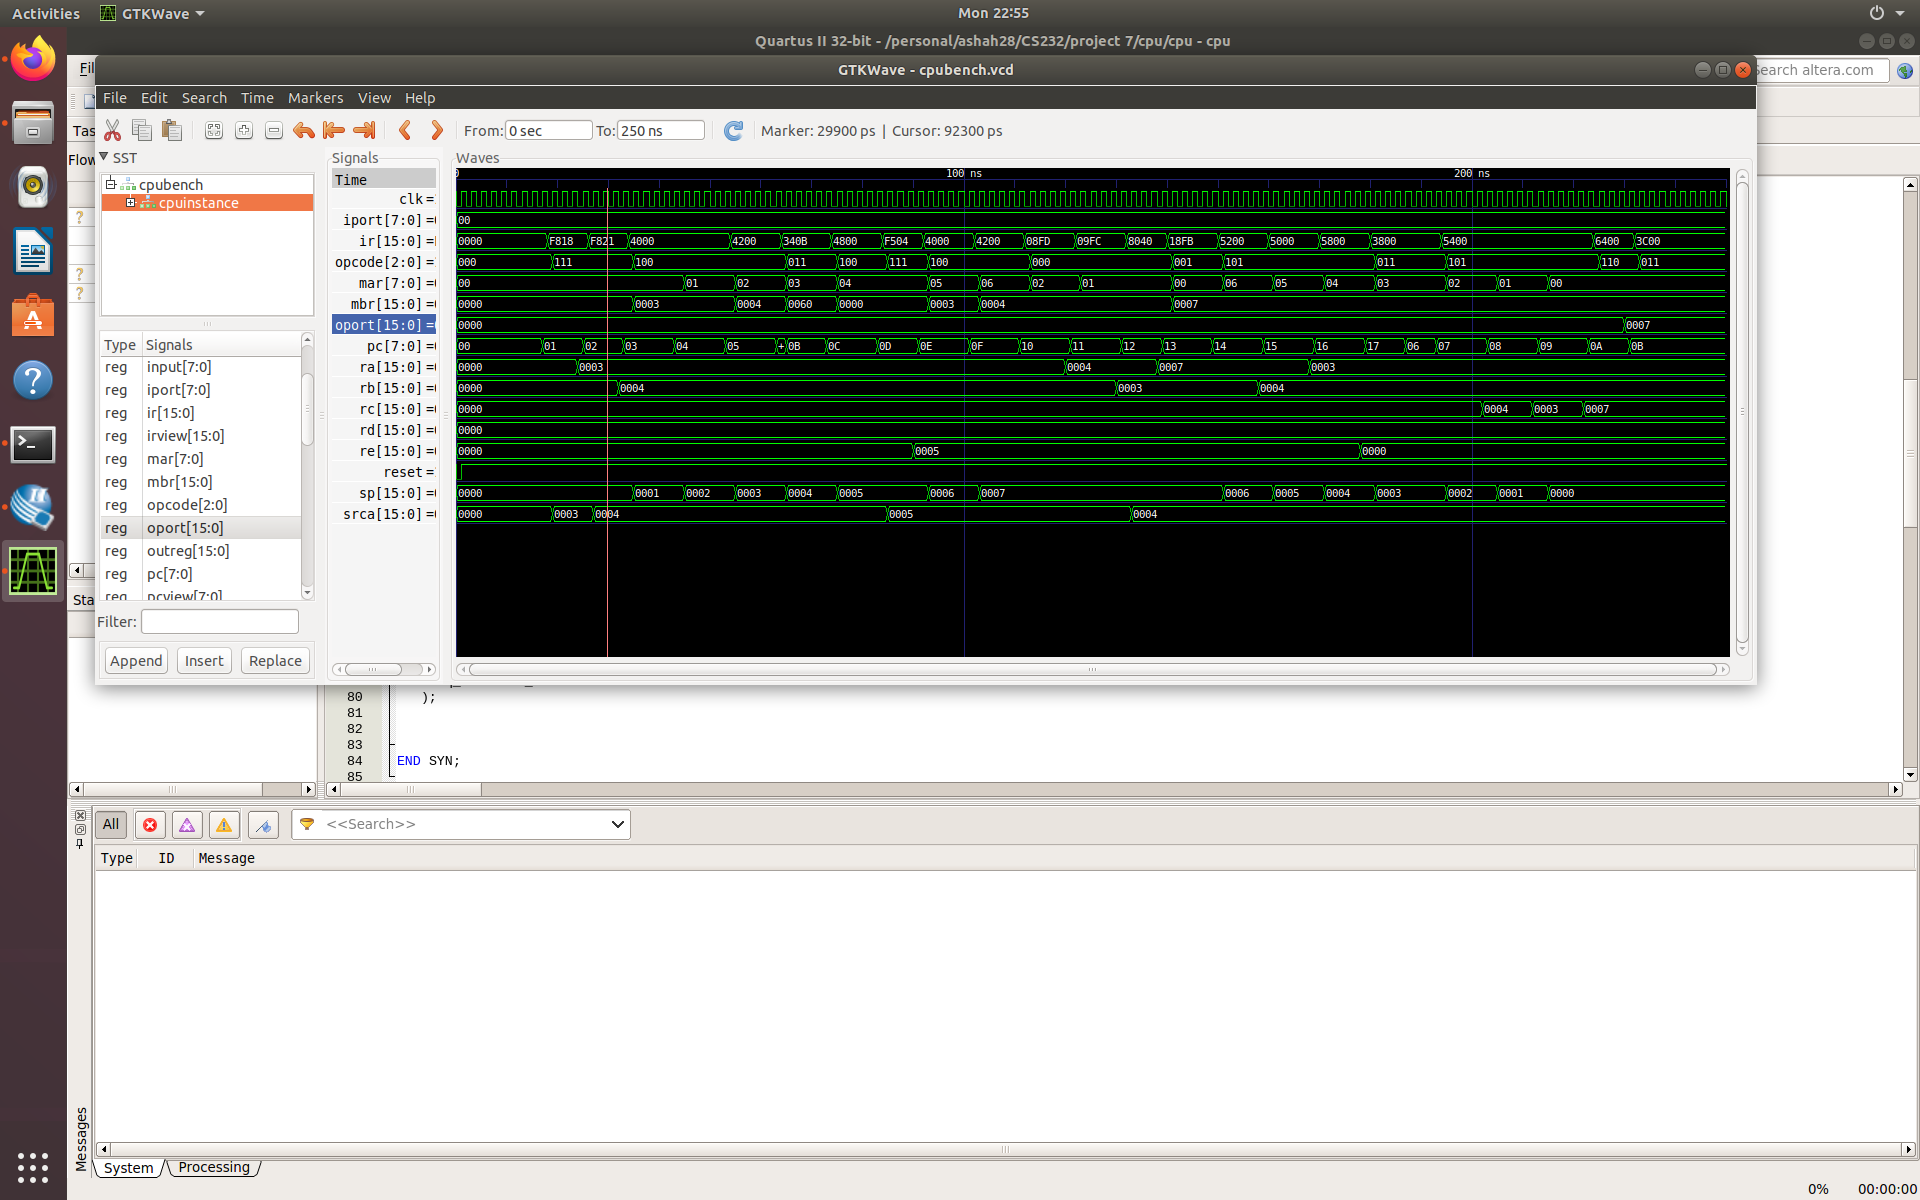 Activities GTKWave Mon 22:55
Quartus II 32-bit - /personal/ashah28/CS232/project 7/cpu/cpu - cpu
GTKWave - cpubench.vcd
Search altera.com
File Edit Search Time Markers View Help
From: 0 sec To: 250 ns Marker: 29900 ps | Cursor: 92300 ps
SST
cpubench
cpuinstance
Type Signals
reg input[7:0]
reg iport[7:0]
reg ir[15:0]
reg irview[15:0]
reg mar[7:0]
reg mbr[15:0]
reg opcode[2:0]
reg oport[15:0]
reg outreg[15:0]
reg pc[7:0]
reg pcview[7:0]
Filter:
Append Insert Replace
Signals Waves
Time 0 100 ns 200 ns
clk =
iport[7:0] = 00
ir[15:0] = 0000 F818 F821 4000 4200 340B 4800 F504 4000 4200 08FD 09FC 8040 18FB 5200 5000 5800 3800 5400 6400 3C00
opcode[2:0] = 000 111 100 011 100 111 100 000 001 101 011 101 110 011
mar[7:0] = 00 01 02 03 04 05 06 02 01 00 06 05 04 03 02 01 00
mbr[15:0] = 0000 0003 0004 0060 0000 0003 0004 0007
oport[15:0] = 0000 0007
pc[7:0] = 00 01 02 03 04 05 + 0B 0C 0D 0E 0F 10 11 12 13 14 15 16 17 06 07 08 09 0A 0B
ra[15:0] = 0000 0003 0004 0007 0003
rb[15:0] = 0000 0004 0003 0004
rc[15:0] = 0000 0004 0003 0007
rd[15:0] = 0000
re[15:0] = 0000 0005 0000
reset =
sp[15:0] = 0000 0001 0002 0003 0004 0005 0006 0007 0006 0005 0004 0003 0002 0001 0000
srca[15:0] = 0000 0003 0004 0005 0004
80 );
81
82
83
84 END SYN;
85
All <<Search>>
Type ID Message
Messages
System Processing
0% 00:00:00